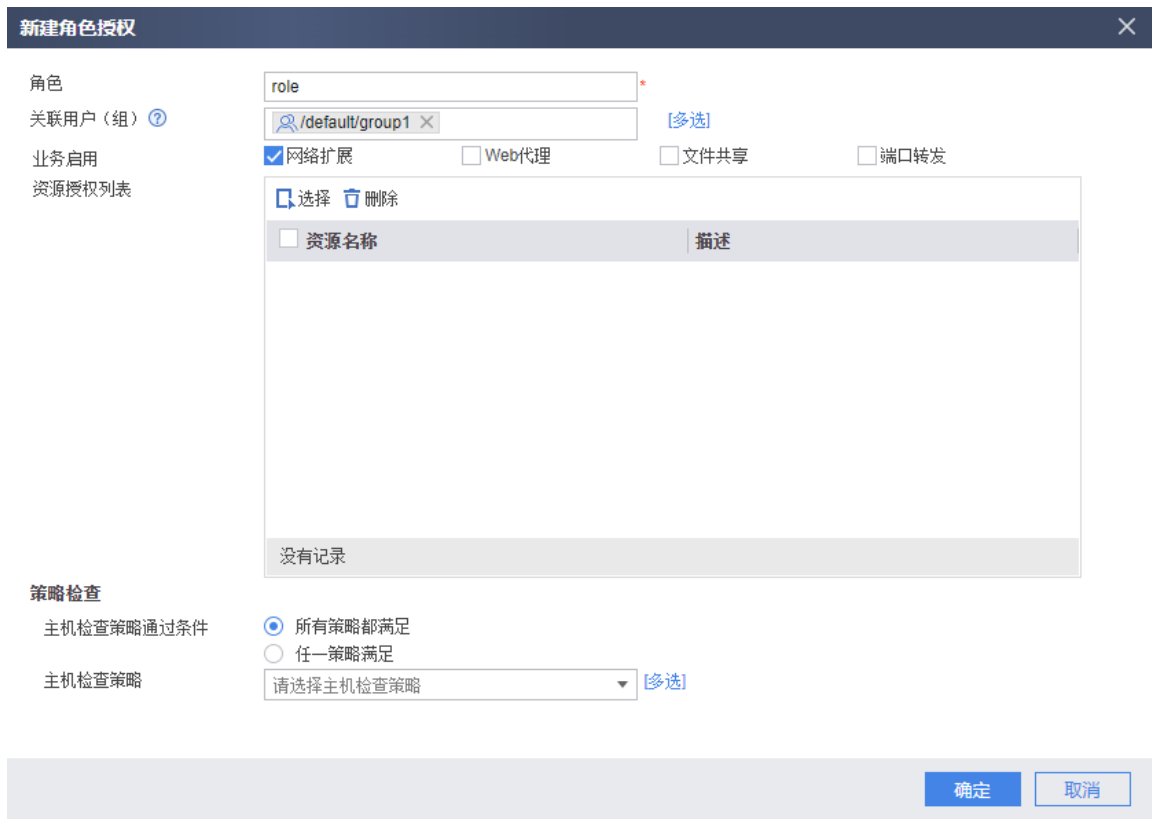 新建角色授权
角色 role *
关联用户（组） ? /default/group1 [多选]
业务启用 网络扩展 Web代理 文件共享 端口转发
资源授权列表
选择 删除
资源名称 描述
没有记录
策略检查
主机检查策略通过条件 所有策略都满足
任一策略满足
主机检查策略 请选择主机检查策略 [多选]
确定 取消